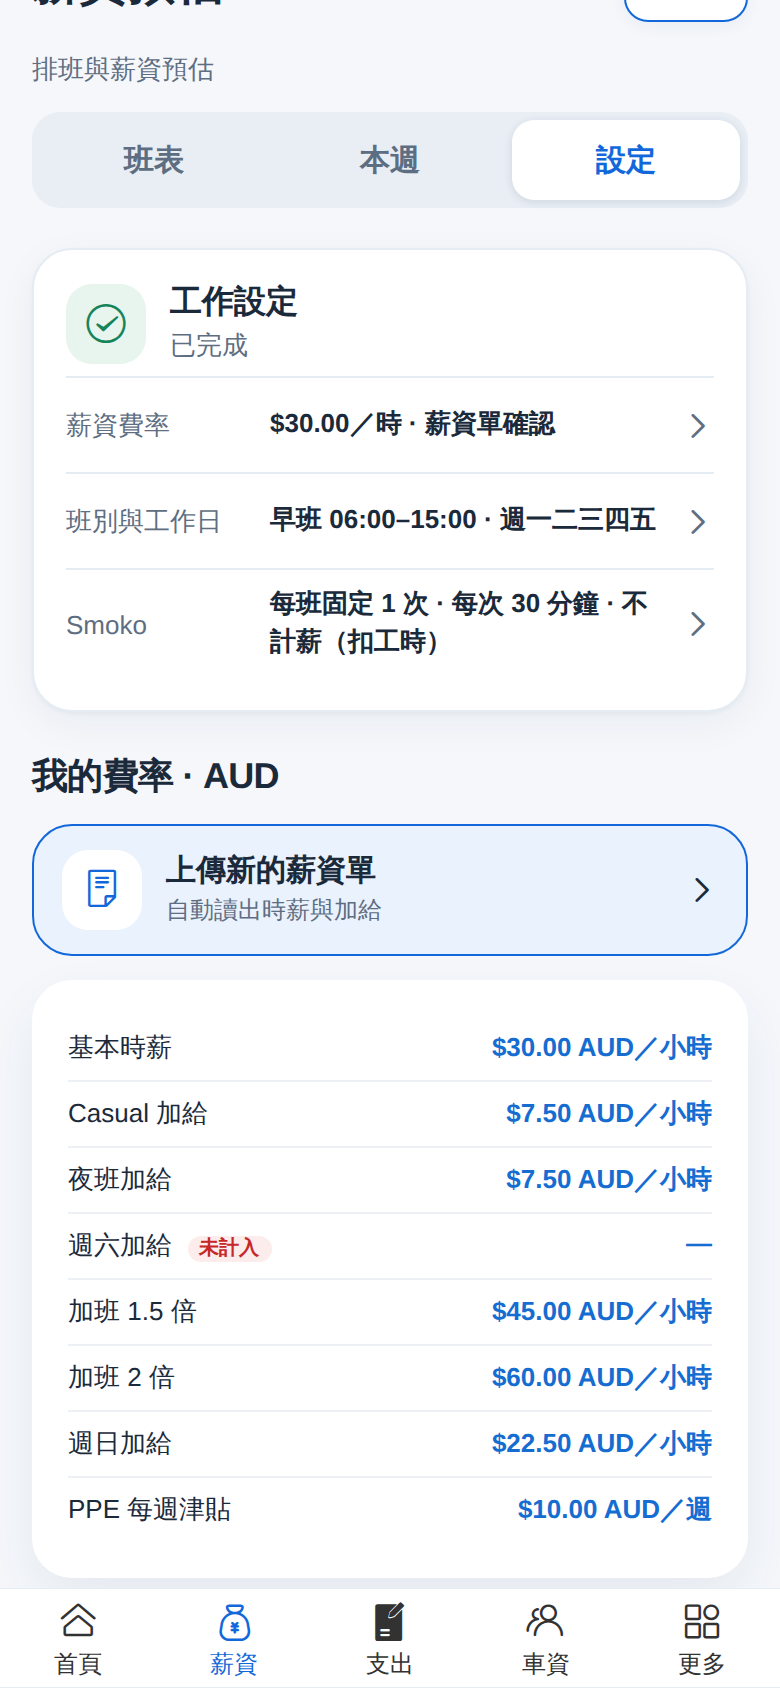 排班與薪資預估
班表
本週
設定
工作設定
已完成
薪資費率
$30.00／時 · 薪資單確認
班別與工作日
早班 06:00–15:00 · 週一二三四五
Smoko
每班固定 1 次 · 每次 30 分鐘 · 不
計薪（扣工時）
我的費率 · AUD
上傳新的薪資單
自動讀出時薪與加給
基本時薪
$30.00 AUD／小時
Casual 加給
$7.50 AUD／小時
夜班加給
$7.50 AUD／小時
週六加給
未計入
—
加班 1.5 倍
$45.00 AUD／小時
加班 2 倍
$60.00 AUD／小時
週日加給
$22.50 AUD／小時
PPE 每週津貼
$10.00 AUD／週
首頁
薪資
支出
車資
更多